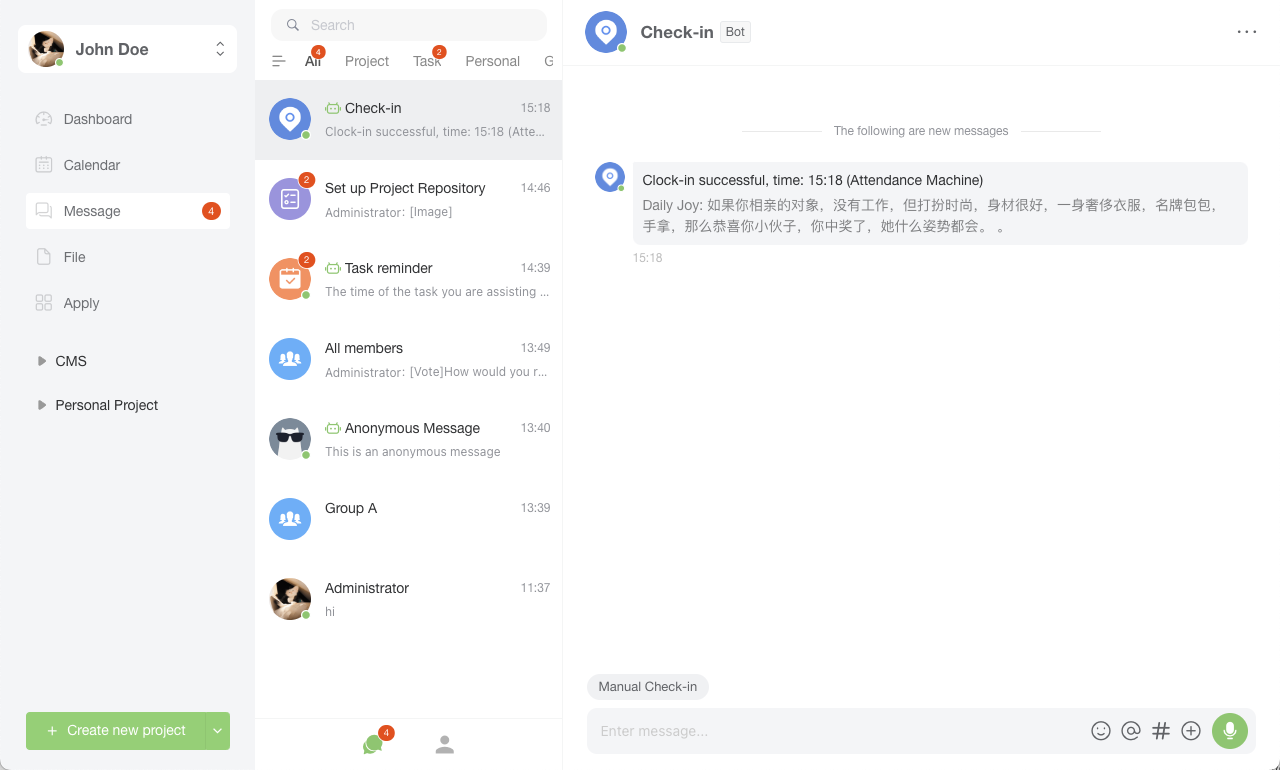 John Doe
Dashboard
Calendar
Message
4
File
Apply
CMS
Personal Project
Create new project
Search
All
4
Project
Task
2
Personal
G
Check-in
15:18
Clock-in successful, time: 15:18 (Atte...
2
Set up Project Repository
14:46
Administrator: [Image]
2
Task reminder
14:39
The time of the task you are assisting ...
All members
13:49
Administrator: [Vote]How would you r...
Anonymous Message
13:40
This is an anonymous message
Group A
13:39
Administrator
11:37
hi
4
Check-in
Bot
The following are new messages
Clock-in successful, time: 15:18 (Attendance Machine)
Daily Joy: 如果你相亲的对象，没有工作，但打扮时尚，身材很好，一身奢侈衣服，名牌包包，
手拿，那么恭喜你小伙子，你中奖了，她什么姿势都会。 。
15:18
Manual Check-in
Enter message...